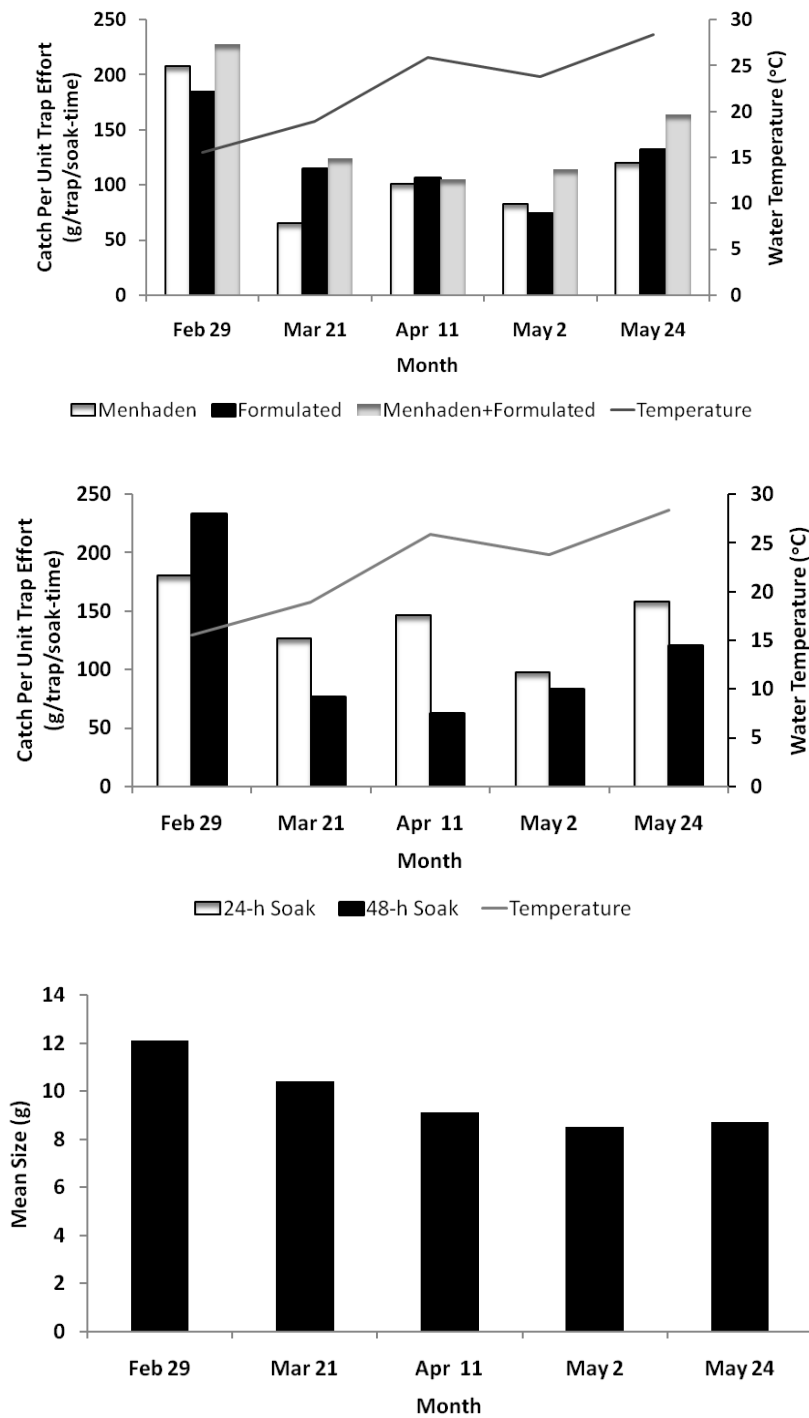 Catch Per Unit Trap Effort
(g/trap/soak-time)
250
200
150
100
50
0
30
25
20
15
10
5
0
Water Temperature (°C)
Feb 29 Mar 21 Apr 11 May 2 May 24
Month
Menhaden Formulated Menhaden+Formulated Temperature
Catch Per Unit Trap Effort
(g/trap/soak-time)
250
200
150
100
50
0
30
25
20
15
10
5
0
Water Temperature (°C)
Feb 29 Mar 21 Apr 11 May 2 May 24
Month
24-h Soak 48-h Soak Temperature
Mean Size (g)
14
12
10
8
6
4
2
0
Feb 29 Mar 21 Apr 11 May 2 May 24
Month